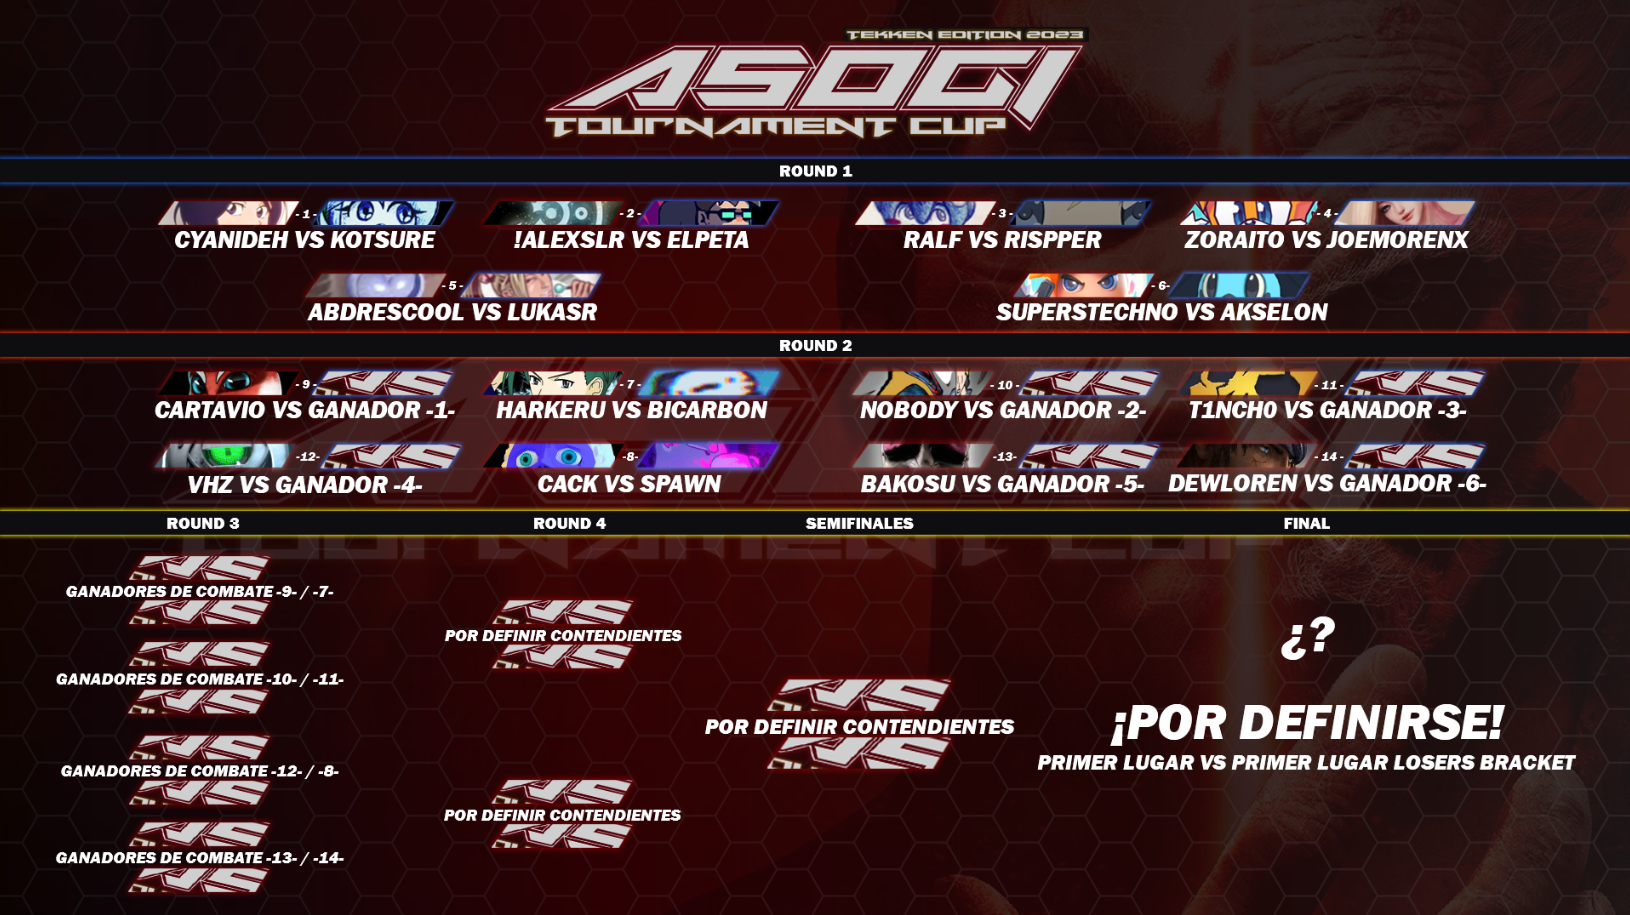 TEKKEN EDITION 2023
ASOGI
TOURNAMENT CUP
ROUND 1
- 1 -
CYANIDEH VS KOTSURE
- 2 -
!ALEXSLR VS ELPETA
- 3 -
RALF VS RISPPER
- 4 -
ZORAITO VS JOEMORENX
- 5 -
ABDRESCOOL VS LUKASR
- 6-
SUPERSTECHNO VS AKSELON
ROUND 2
- 9 -
CARTAVIO VS GANADOR -1-
- 7 -
HARKERU VS BICARBON
- 10 -
NOBODY VS GANADOR -2-
- 11 -
T1NCH0 VS GANADOR -3-
-12-
VHZ VS GANADOR -4-
-8-
CACK VS SPAWN
-13-
BAKOSU VS GANADOR -5-
- 14 -
DEWLOREN VS GANADOR -6-
ROUND 3
ROUND 4
SEMIFINALES
FINAL
GANADORES DE COMBATE -9- / -7-
GANADORES DE COMBATE -10- / -11-
GANADORES DE COMBATE -12- / -8-
GANADORES DE COMBATE -13- / -14-
POR DEFINIR CONTENDIENTES
POR DEFINIR CONTENDIENTES
POR DEFINIR CONTENDIENTES
¿?
¡POR DEFINIRSE!
PRIMER LUGAR VS PRIMER LUGAR LOSERS BRACKET